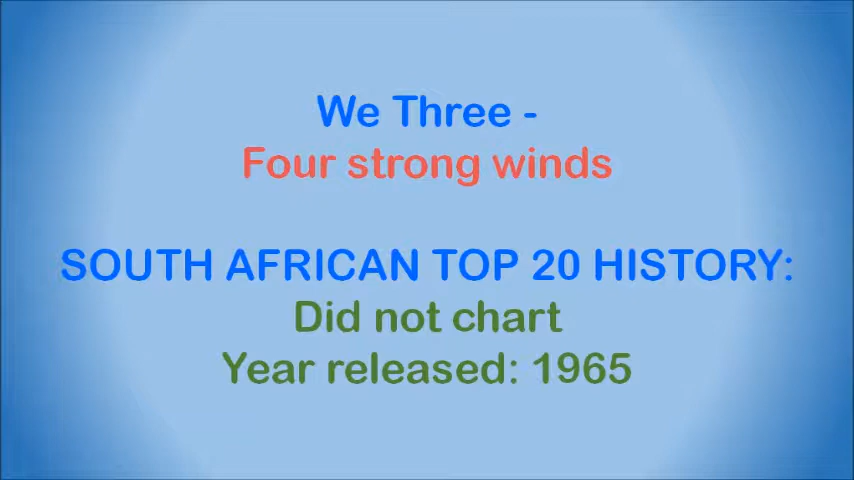 We Three -
Four strong winds
SOUTH AFRICAN TOP 20 HISTORY:
Did not chart
Year released: 1965